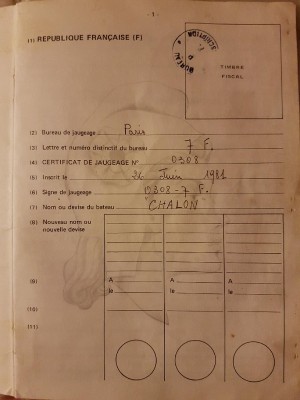 - 1 -
(1) REPUBLIQUE FRANÇAISE (F)
TIMBRE
FISCAL
(2) Bureau de jaugeage Paris
(3) Lettre et numéro distinctif du bureau 7 F.
(4) CERTIFICAT DE JAUGEAGE N° 0308
(5) Inscrit le 26 Juin 1981
(6) Signe de jaugeage 0308-7 F.
(7) Nom ou devise du bateau "CHALON"
(8) Nouveau nom ou
nouvelle devise
(9) A A A
le le le
(10)
(11)